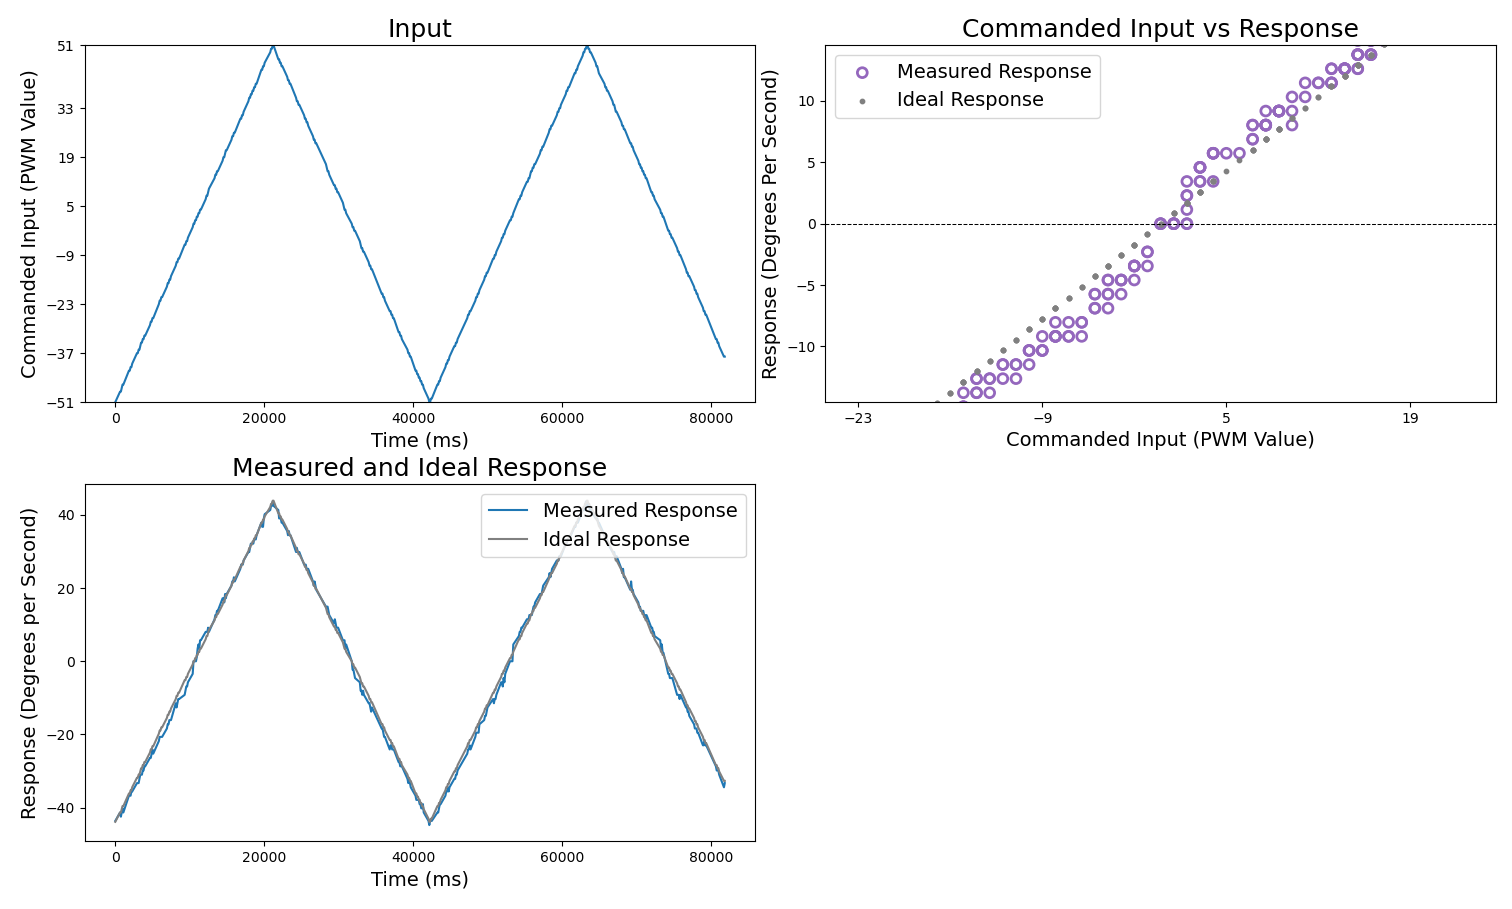 Input
Commanded Input (PWM Value)
51
33
19
5
−9
−23
−37
−51
0
20000
40000
60000
80000
Time (ms)
Commanded Input vs Response
Response (Degrees Per Second)
Measured Response
Ideal Response
10
5
0
−5
−10
−23
−9
5
19
Commanded Input (PWM Value)
Measured and Ideal Response
Response (Degrees per Second)
Measured Response
Ideal Response
40
20
0
−20
−40
0
20000
40000
60000
80000
Time (ms)